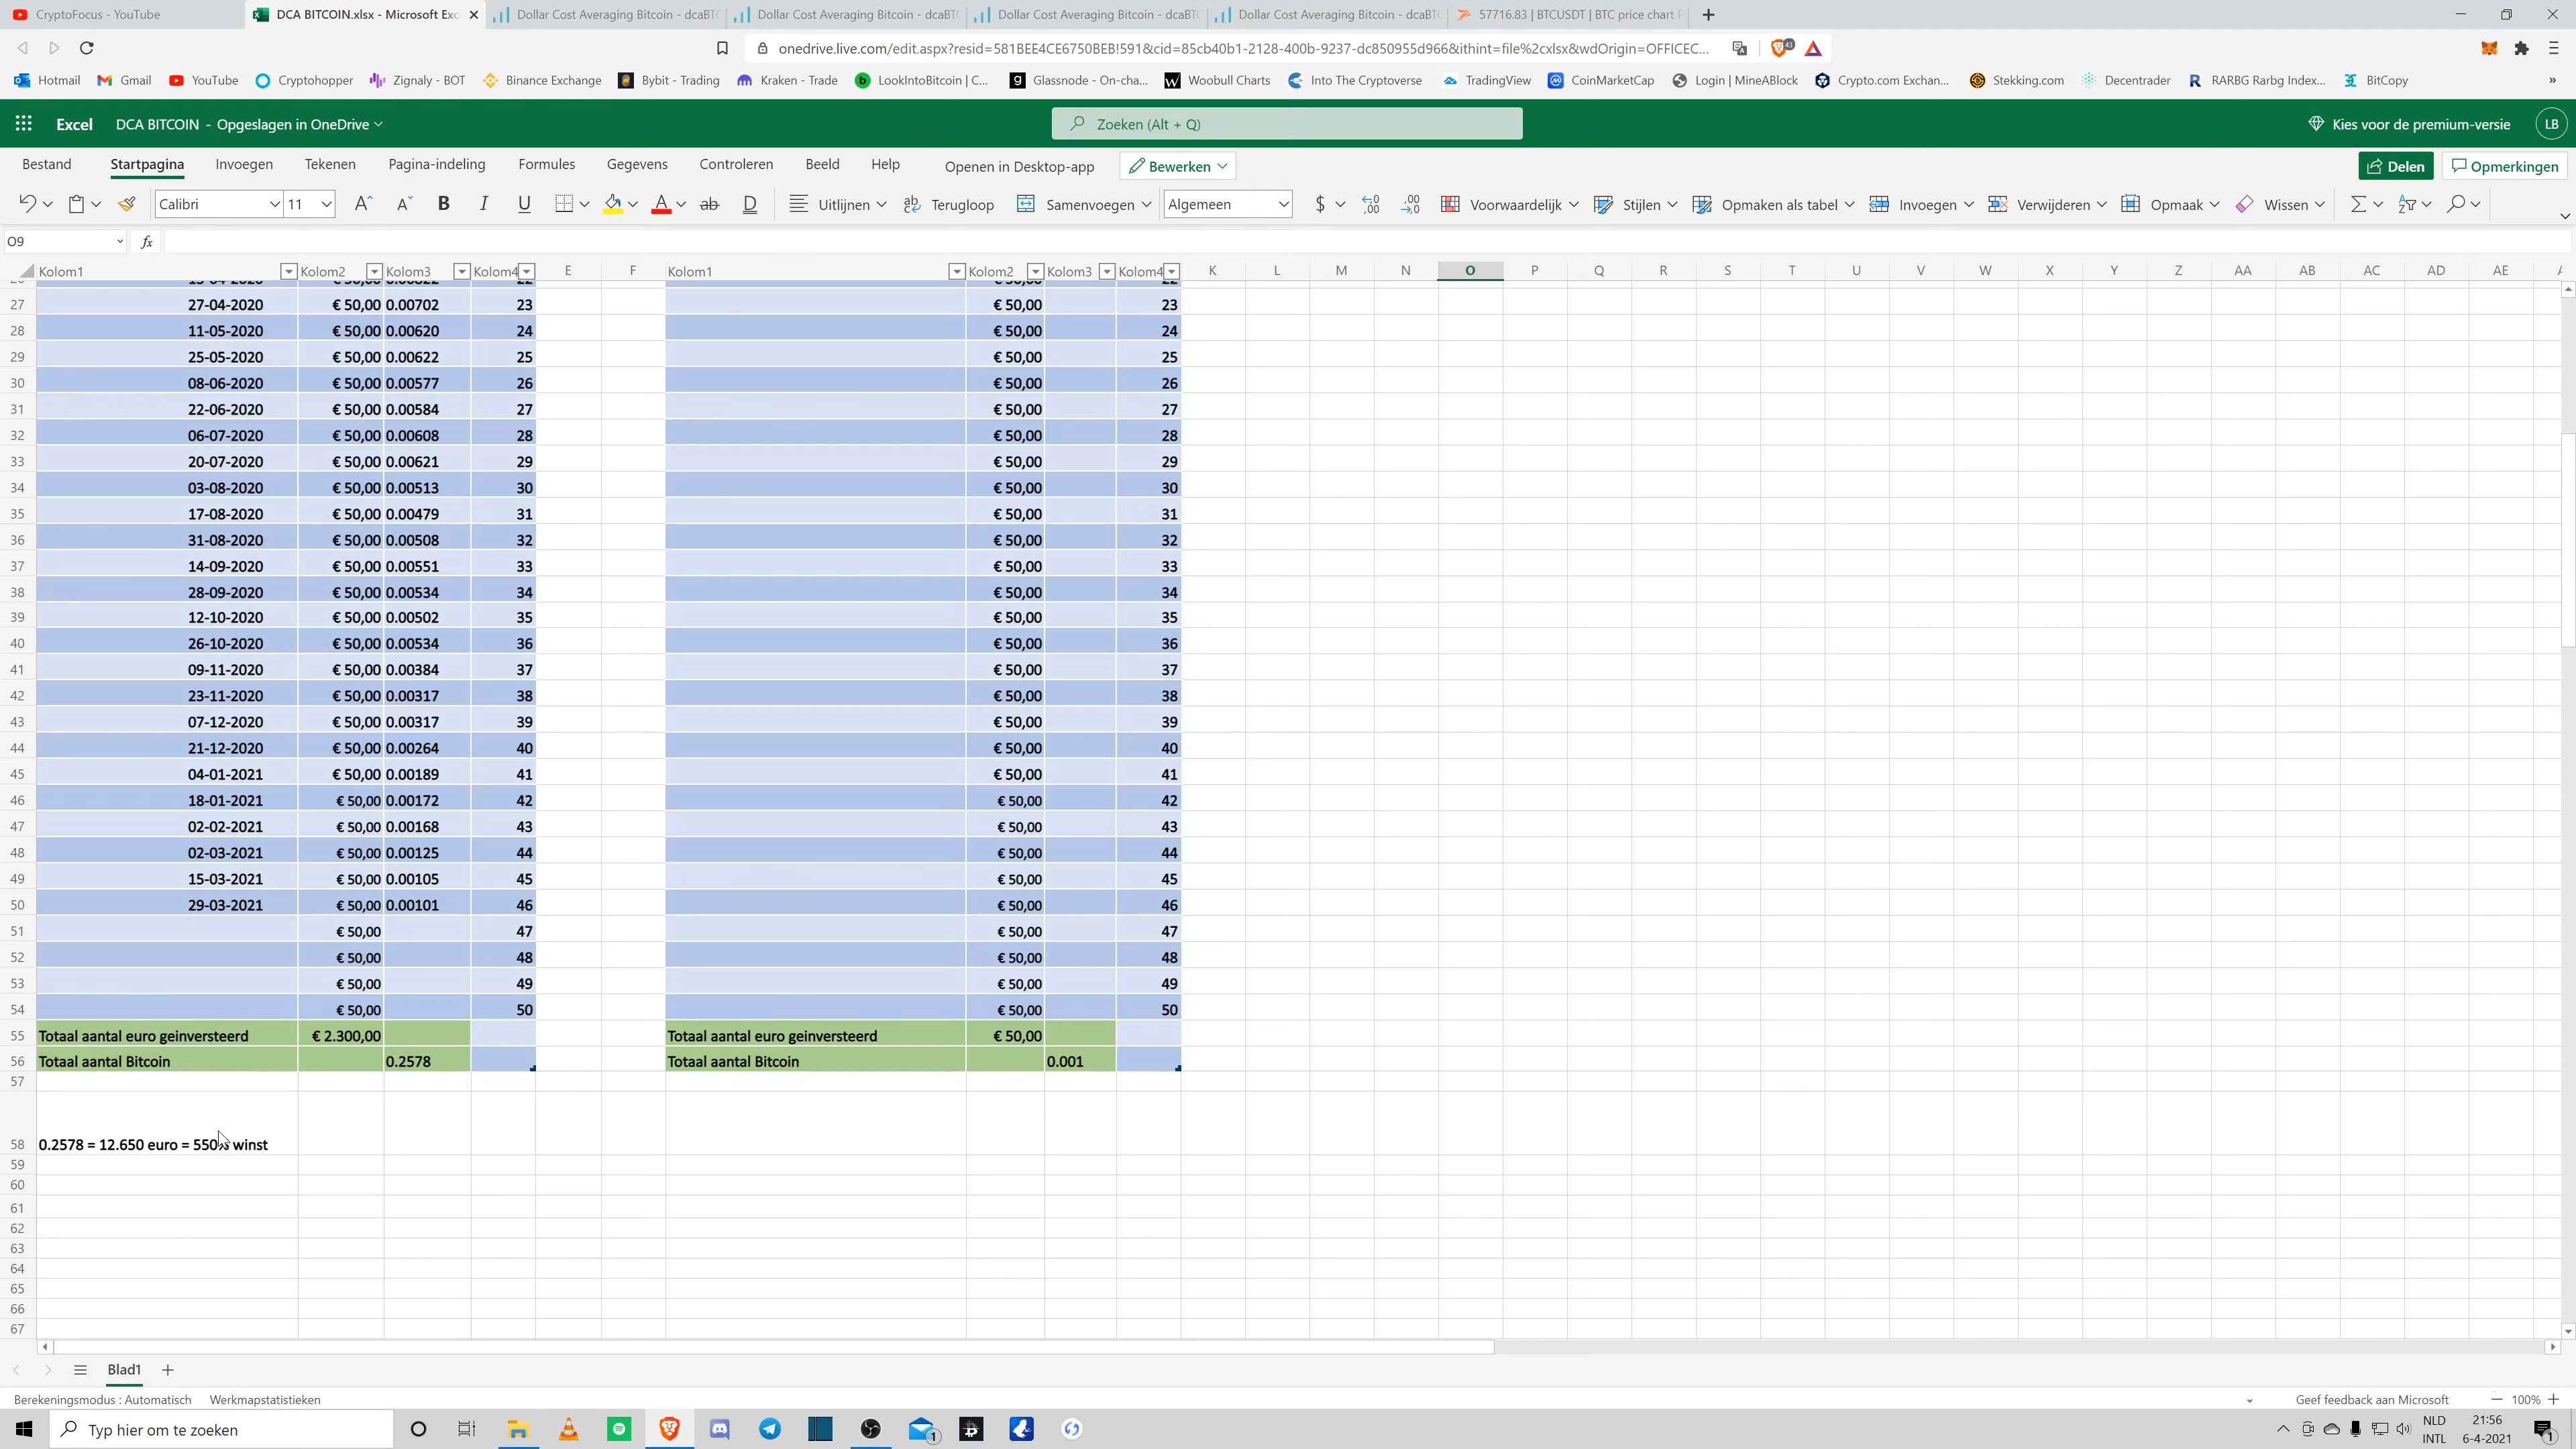 CryptoFocus - YouTube
DCA BITCOIN.xlsx - Microsoft Exc
Dollar Cost Averaging Bitcoin - dcaBT
Dollar Cost Averaging Bitcoin - dcaBTC
Dollar Cost Averaging Bitcoin - dcaBTC
Dollar Cost Averaging Bitcoin - dcaBT
57716.83 | BTCUSDT | BTC price chart
onedrive.live.com/edit.aspx?resid=581BEE4CE6750BEB!591&cid=85cb40b1-2128-400b-9237-dc850955d966&ithint=file%2cxlsx&wdOrigin=OFFICEC...
43
Hotmail Gmail YouTube Cryptohopper Zignaly - BOT Binance Exchange Bybit - Trading Kraken - Trade LookIntoBitcoin | C... Glassnode - On-cha... Woobull Charts Into The Cryptoverse TradingView CoinMarketCap Login | MineABlock Crypto.com Exchan... Stekking.com Decentrader RARBG Rarbg Index... BitCopy »
Excel DCA BITCOIN - Opgeslagen in OneDrive
Zoeken (Alt + Q)
Kies voor de premium-versie LB
Bestand Startpagina Invoegen Tekenen Pagina-indeling Formules Gegevens Controleren Beeld Help Openen in Desktop-app Bewerken Delen Opmerkingen
Calibri 11 A A B I U A ab D Uitlijnen Terugloop Samenvoegen Algemeen $ Voorwaardelijk Stijlen Opmaken als tabel Invoegen Verwijderen Opmaak Wissen
O9 fx
Kolom1 Kolom2 Kolom3 Kolom4 E F Kolom1 Kolom2 Kolom3 Kolom4 K L M N O P Q R S T U V W X Y Z AA AB AC AD AE
27 27-04-2020 € 50,00 0.00702 23 € 50,00 23
28 11-05-2020 € 50,00 0.00620 24 € 50,00 24
29 25-05-2020 € 50,00 0.00622 25 € 50,00 25
30 08-06-2020 € 50,00 0.00577 26 € 50,00 26
31 22-06-2020 € 50,00 0.00584 27 € 50,00 27
32 06-07-2020 € 50,00 0.00608 28 € 50,00 28
33 20-07-2020 € 50,00 0.00621 29 € 50,00 29
34 03-08-2020 € 50,00 0.00513 30 € 50,00 30
35 17-08-2020 € 50,00 0.00479 31 € 50,00 31
36 31-08-2020 € 50,00 0.00508 32 € 50,00 32
37 14-09-2020 € 50,00 0.00551 33 € 50,00 33
38 28-09-2020 € 50,00 0.00534 34 € 50,00 34
39 12-10-2020 € 50,00 0.00502 35 € 50,00 35
40 26-10-2020 € 50,00 0.00534 36 € 50,00 36
41 09-11-2020 € 50,00 0.00384 37 € 50,00 37
42 23-11-2020 € 50,00 0.00317 38 € 50,00 38
43 07-12-2020 € 50,00 0.00317 39 € 50,00 39
44 21-12-2020 € 50,00 0.00264 40 € 50,00 40
45 04-01-2021 € 50,00 0.00189 41 € 50,00 41
46 18-01-2021 € 50,00 0.00172 42 € 50,00 42
47 02-02-2021 € 50,00 0.00168 43 € 50,00 43
48 02-03-2021 € 50,00 0.00125 44 € 50,00 44
49 15-03-2021 € 50,00 0.00105 45 € 50,00 45
50 29-03-2021 € 50,00 0.00101 46 € 50,00 46
51 € 50,00 47 € 50,00 47
52 € 50,00 48 € 50,00 48
53 € 50,00 49 € 50,00 49
54 € 50,00 50 € 50,00 50
55 Totaal aantal euro geinversteerd € 2.300,00 Totaal aantal euro geinversteerd € 50,00
56 Totaal aantal Bitcoin 0.2578 Totaal aantal Bitcoin 0.001
57
58 0.2578 = 12.650 euro = 550% winst
59
60
61
62
63
64
65
66
67
Blad1
Berekeningsmodus : Automatisch Werkmapstatistieken Geef feedback aan Microsoft 100%
Typ hier om te zoeken 1 NLD 21:56
INTL 6-4-2021 1